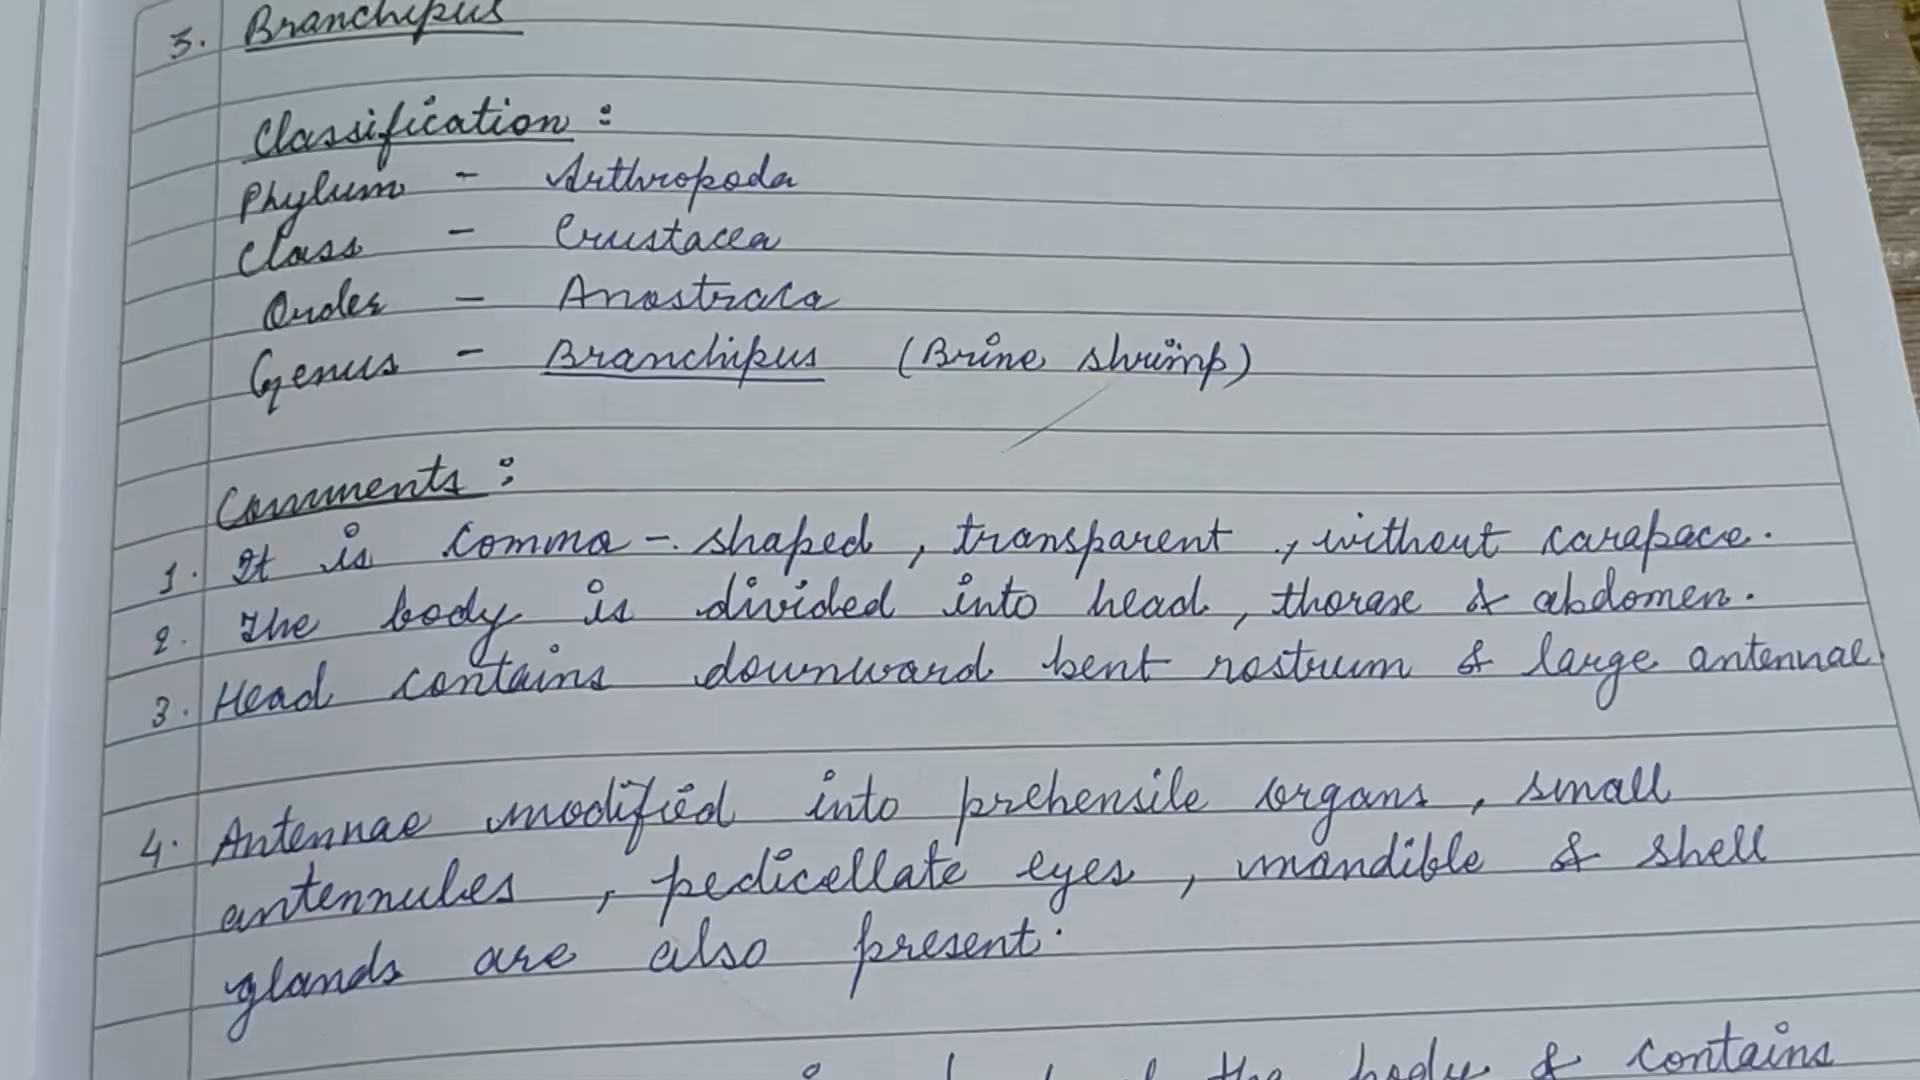 3. Branchipus
Classification :
Phylum - Arthropoda
Class - Crustacea
Order - Anostraca
Genus - Branchipus (Brine shrimp)
Comments :
1. It is comma-shaped, transparent, without carapace.
2. The body is divided into head, thorax & abdomen.
3. Head contains downward bent rostrum & large antennae.
4. Antennae modified into prehensile organs, small
antennules, pedicellate eyes, mandible & shell
glands are also present.
the body & contains